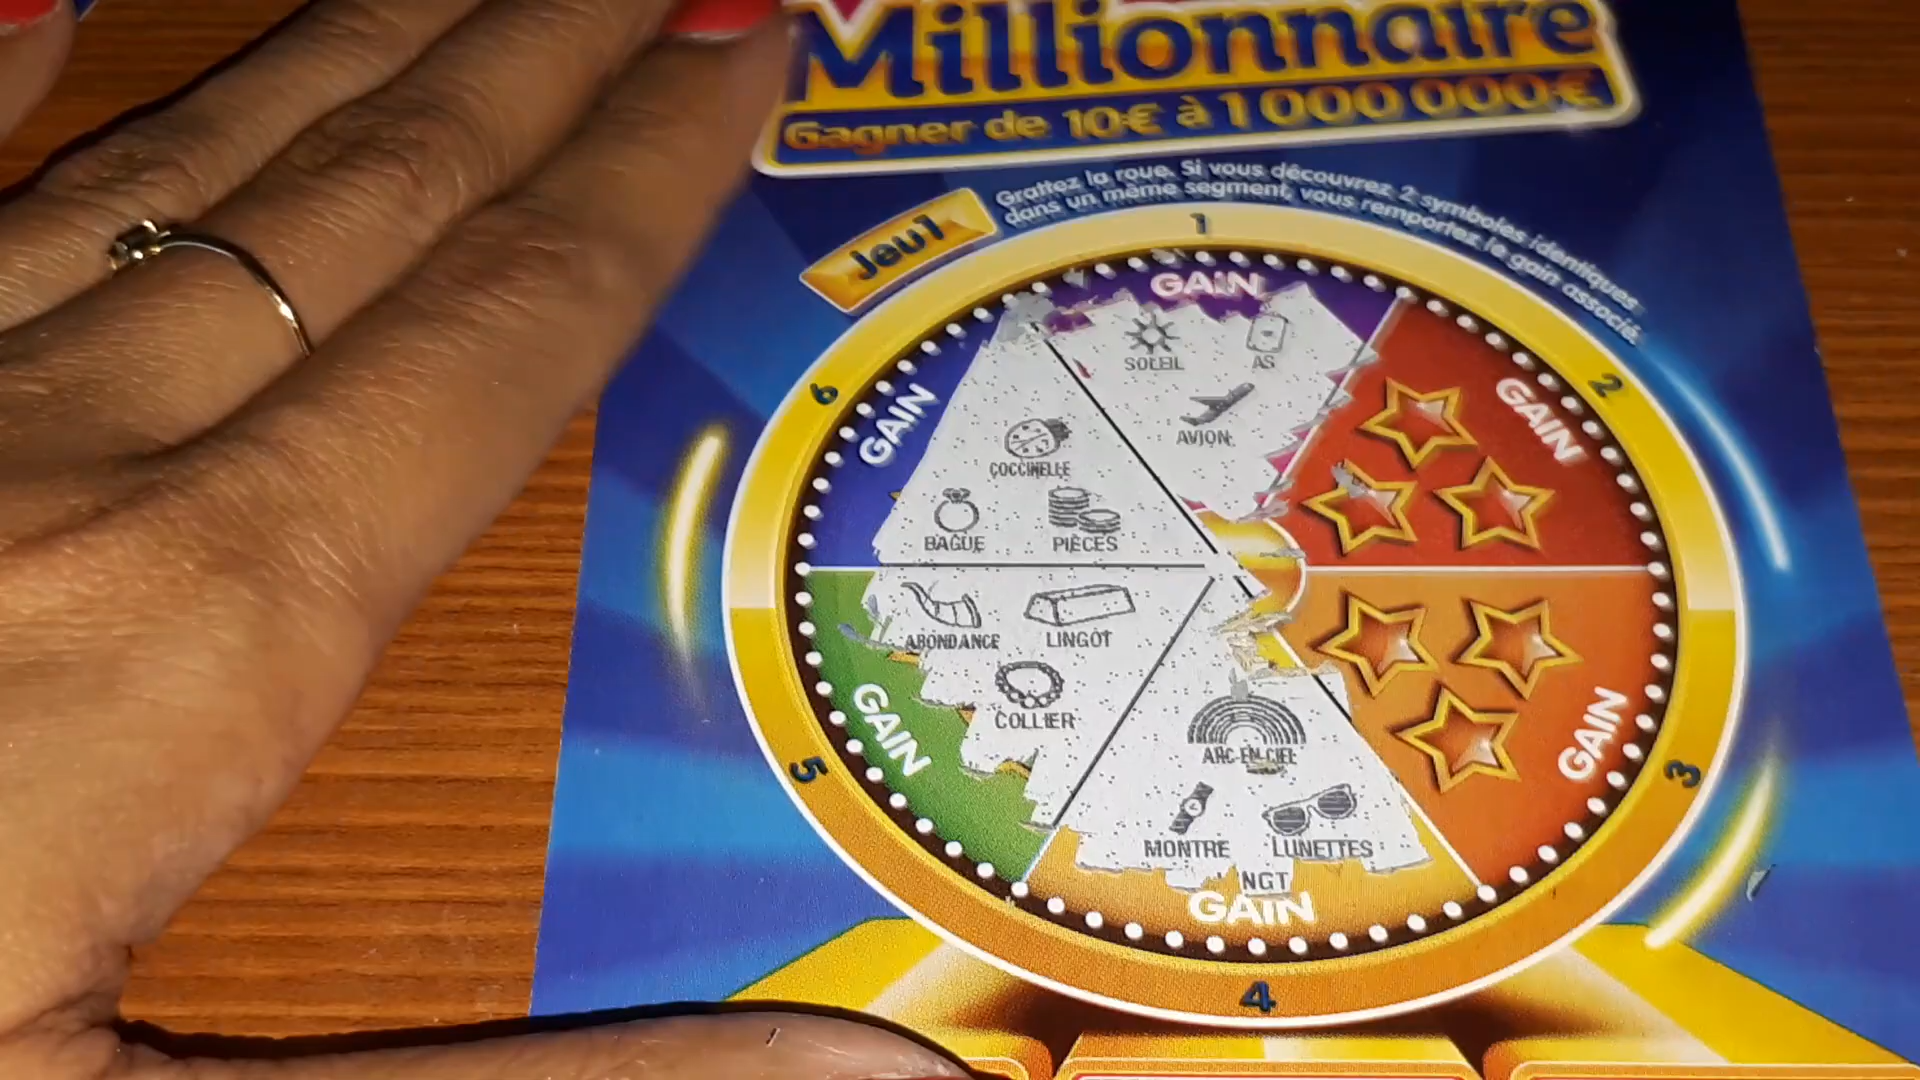 Millionnaire
Gagner de 10€ à 1 000 000€
Jeu 1
Grattez la roue. Si vous découvrez 2 symboles identiques
dans un même segment, vous remportez le gain associé.
1
GAIN
SOLEIL
AS
AVION
2
GAIN
6
GAIN
COCCINELLE
BAGUE
PIÈCES
ABONDANCE
LINGOT
COLLIER
5
GAIN
3
GAIN
ARC-EN-CIEL
MONTRE
LUNETTES
NGT
GAIN
4